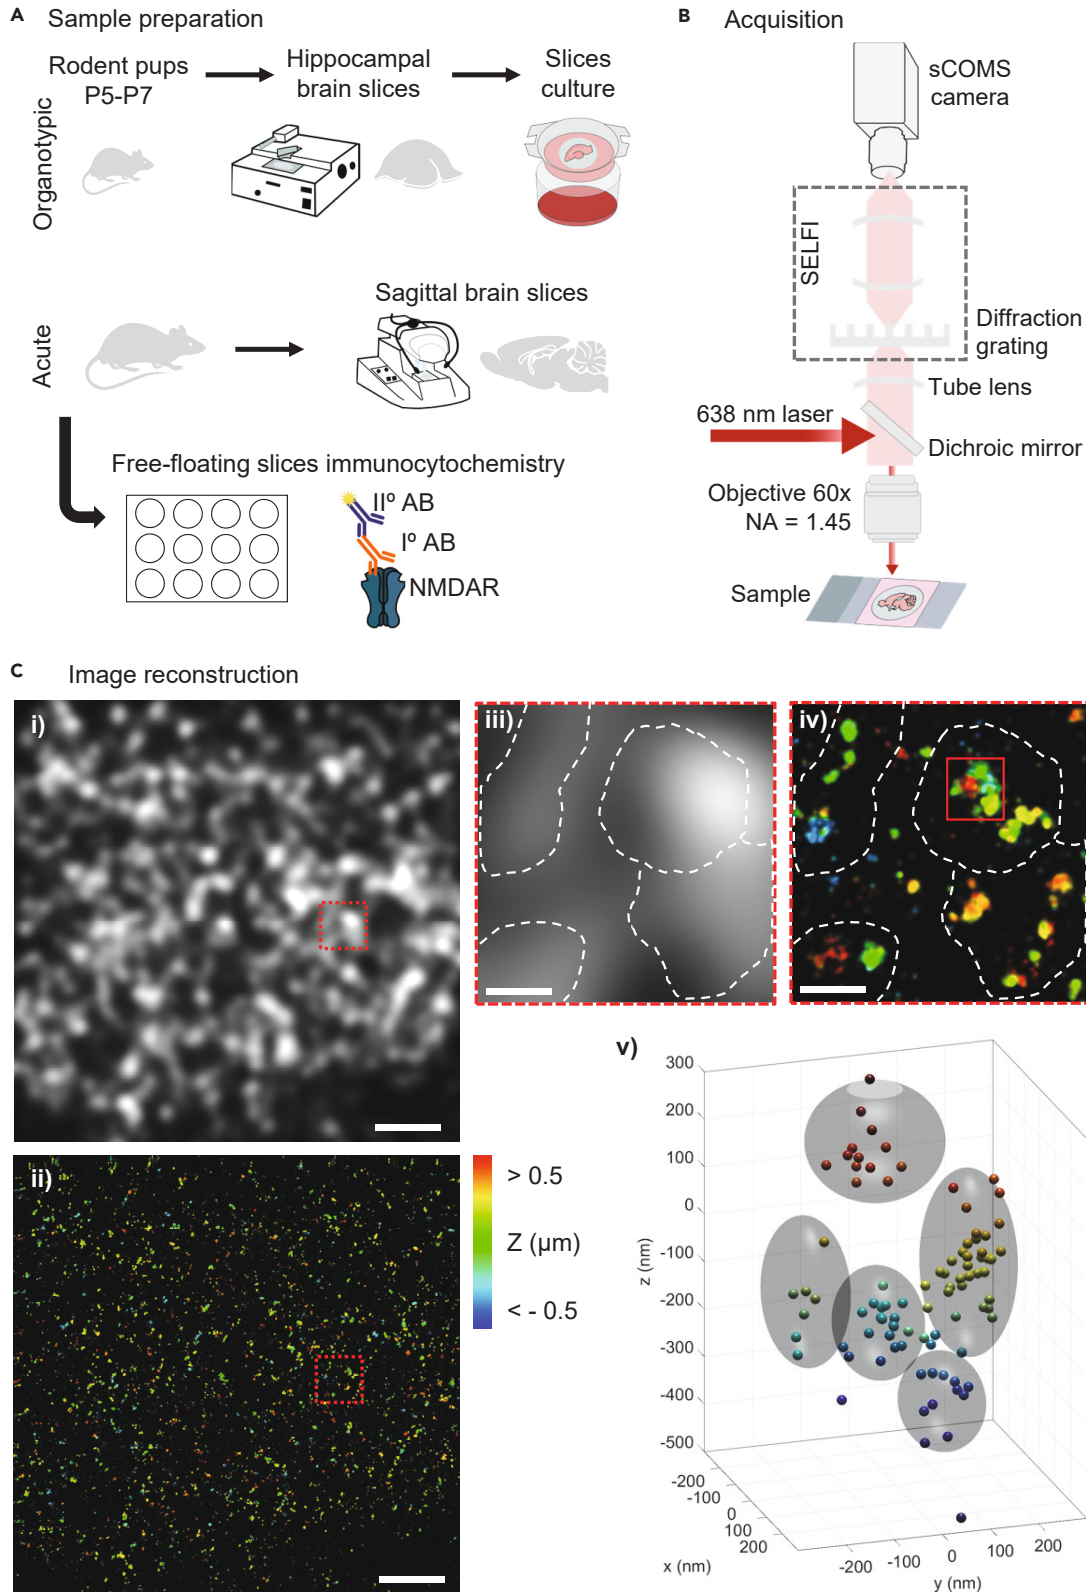 A Sample preparation
Organotypic
Rodent pups
P5-P7
Hippocampal
brain slices
Slices
culture
Acute
Sagittal brain slices
Free-floating slices immunocytochemistry
IIº AB
Iº AB
NMDAR
B Acquisition
sCOMS
camera
SELFI
Diffraction
grating
Tube lens
638 nm laser
Dichroic mirror
Objective 60x
NA = 1.45
Sample
C Image reconstruction
i)
iii)
iv)
ii)
> 0.5
Z (µm)
< - 0.5
v)
300
200
100
0
-100
-200
-300
-400
-500
z (nm)
-200
-100
0
100
200
x (nm)
-200
-100
0
100
200
y (nm)